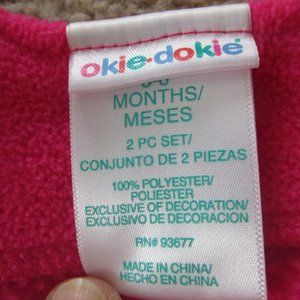 okie·dokie®
MONTHS/
MESES
2 PC SET/
CONJUNTO DE 2 PIEZAS
100% POLYESTER/
POLIÉSTER
EXCLUSIVE OF DECORATION/
EXCLUSIVO DE DECORACION
RN# 93677
MADE IN CHINA/
HECHO EN CHINA